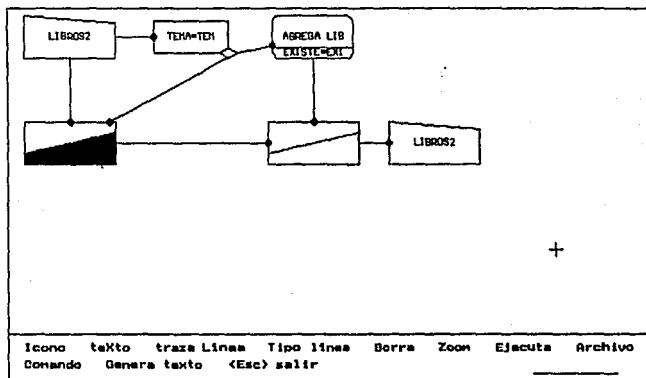 LIBROS2
TEMA=TEM
AGREGA LIB
EXISTE=EXI
LIBROS2
Icono teXto traza Linea Tipo linea Borra Zoom Ejecuta Archivo
Comando Genera texto <Esc> salir